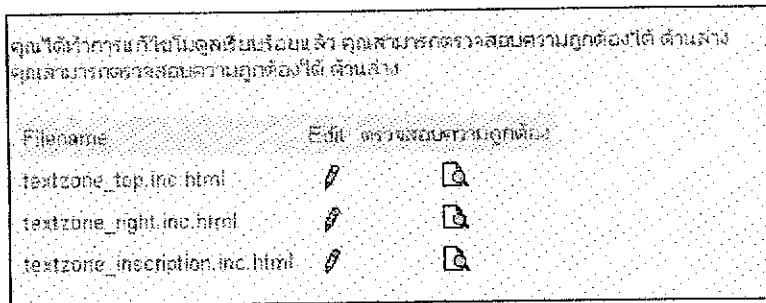 คุณได้ทำการแก้ไขโมดูลเรียบร้อยแล้ว คุณสามารถตรวจสอบความถูกต้องได้ ด้านล่าง
คุณสามารถตรวจสอบความถูกต้องได้ ด้านล่าง
Filename Edit ตรวจสอบความถูกต้อง
textzone_top.inc.html
textzone_right.inc.html
textzone_inscription.inc.html